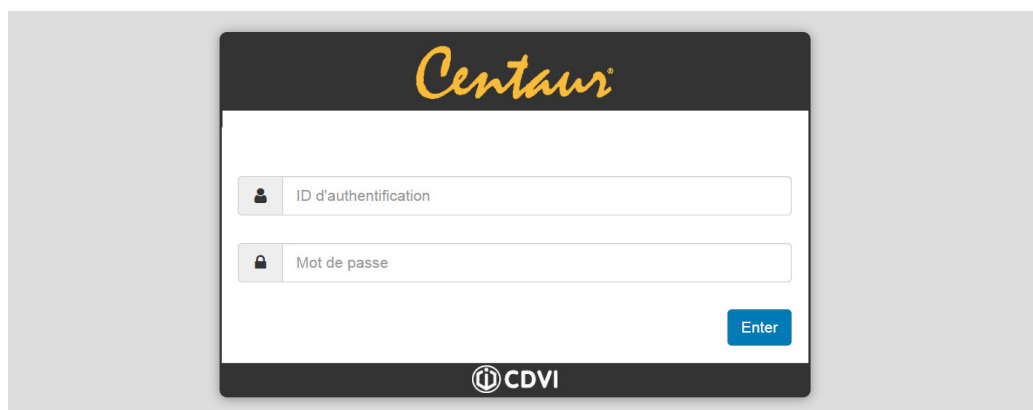 Centaur®
ID d'authentification
Mot de passe
Enter
CDVI